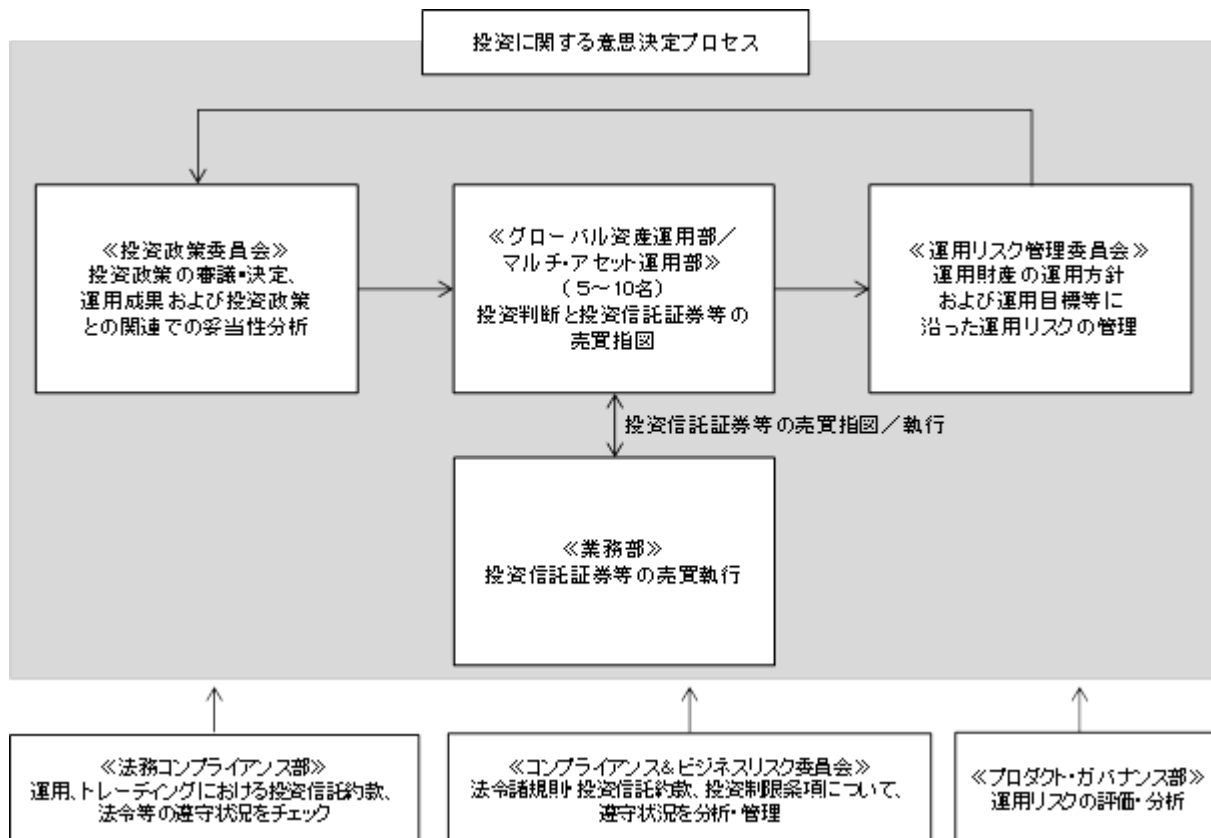 投資に関する意思決定プロセス
≪投資政策委員会≫
投資政策の審議・決定、
運用成果および投資政策
との関連での妥当性分析
≪グローバル資産運用部／
マルチ・アセット運用部≫
（5～10名）
投資判断と投資信託証券等の
売買指図
≪運用リスク管理委員会≫
運用財産の運用方針
および運用目標等に
沿った運用リスクの管理
投資信託証券等の売買指図／執行
≪業務部≫
投資信託証券等の売買執行
≪法務コンプライアンス部≫
運用、トレーディングにおける投資信託約款、
法令等の遵守状況をチェック
≪コンプライアンス&ビジネスリスク委員会≫
法令諸規則・投資信託約款、投資制限条項について、
遵守状況を分析・管理
≪プロダクト・ガバナンス部≫
運用リスクの評価・分析